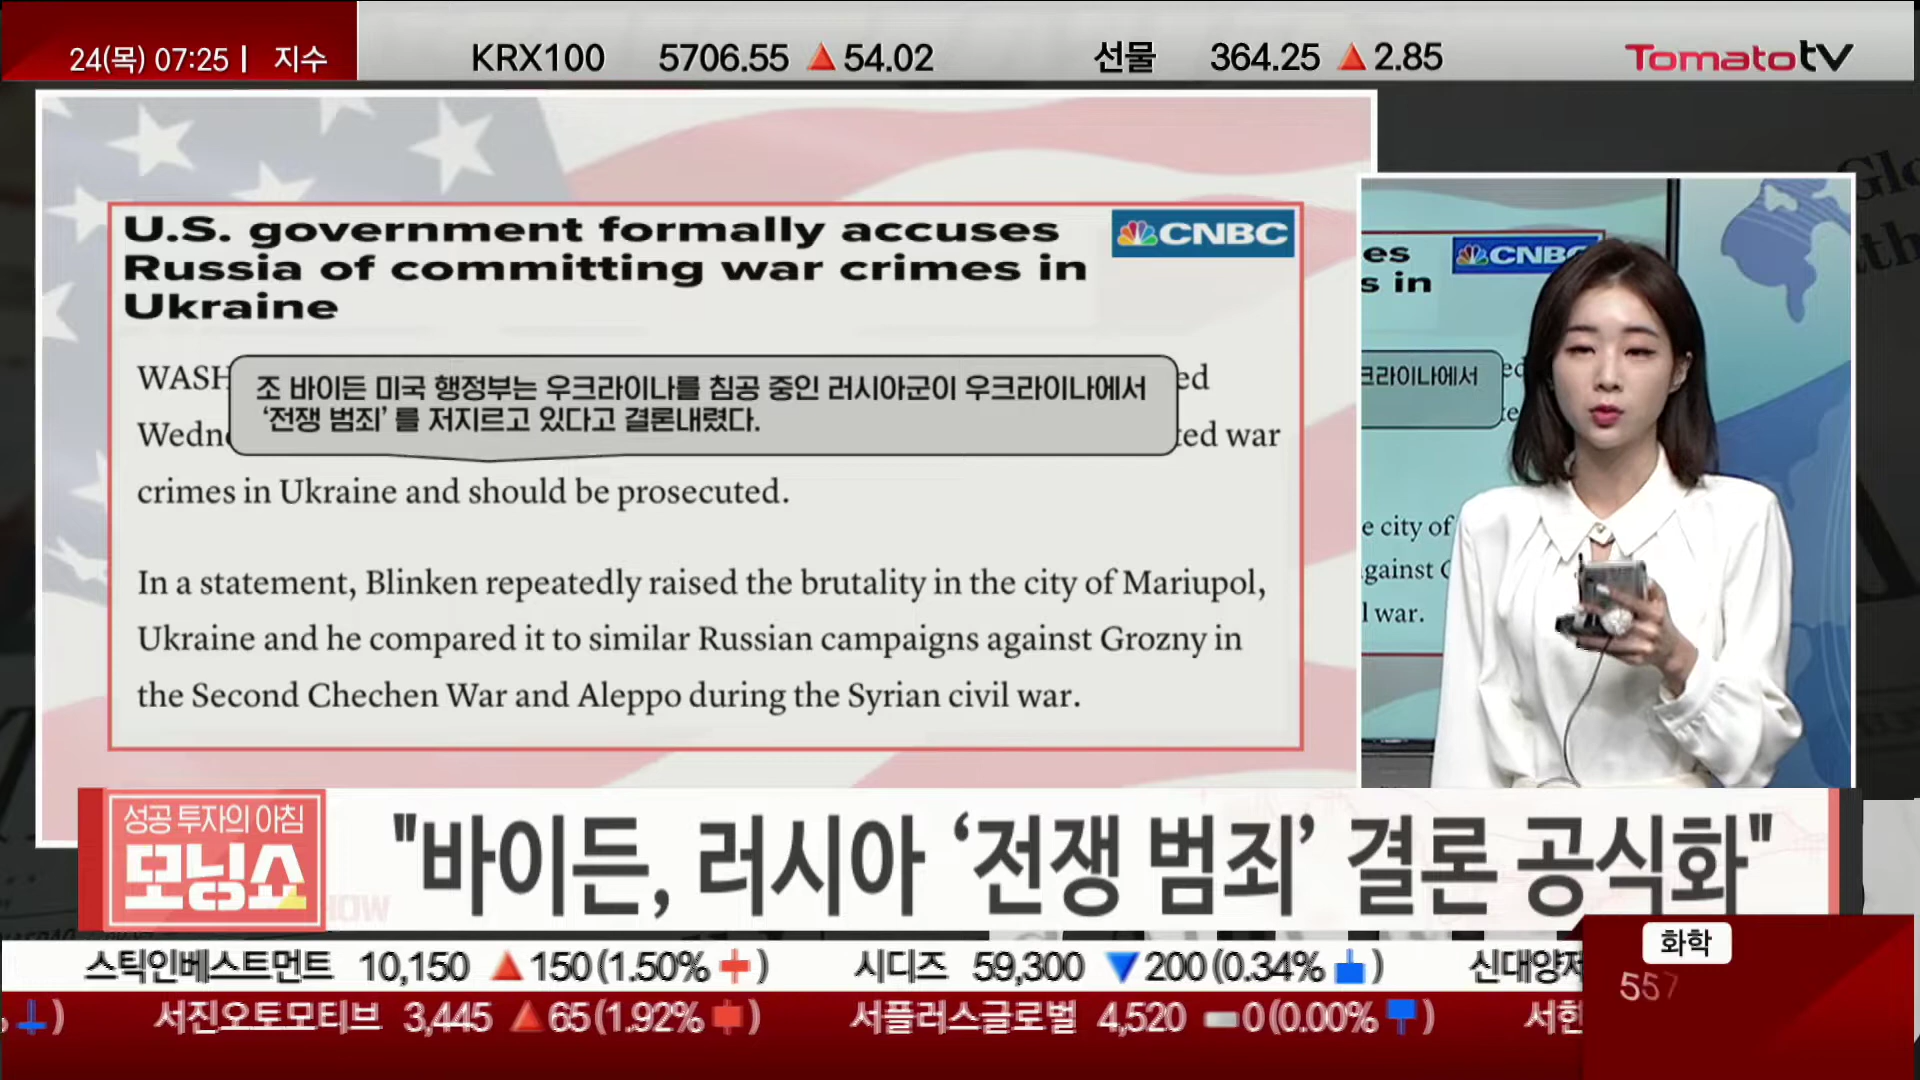 24(목) 07:25 | 지수
KRX100 5706.55 ▲ 54.02 선물 364.25 ▲ 2.85
Tomatotv
U.S. government formally accuses
Russia of committing war crimes in
Ukraine
CNBC
WASH
ed
조 바이든 미국 행정부는 우크라이나를 침공 중인 러시아군이 우크라이나에서
‘전쟁 범죄’ 를 저지르고 있다고 결론내렸다.
Wedn
ted war
crimes in Ukraine and should be prosecuted.
In a statement, Blinken repeatedly raised the brutality in the city of Mariupol,
Ukraine and he compared it to similar Russian campaigns against Grozny in
the Second Chechen War and Aleppo during the Syrian civil war.
es
s in
CNBC
크라이나에서
ed
te
e city of
gainst G
l war.
성공 투자의 아침
모닝쇼
"바이든, 러시아 ‘전쟁 범죄’ 결론 공식화"
스틱인베스트먼트 10,150 ▲ 150(1.50% ) 시디즈 59,300 ▼ 200(0.34% ) 신대양제
화학
557
) 서진오토모티브 3,445 ▲ 65(1.92% ) 서플러스글로벌 4,520 0(0.00% ) 서한